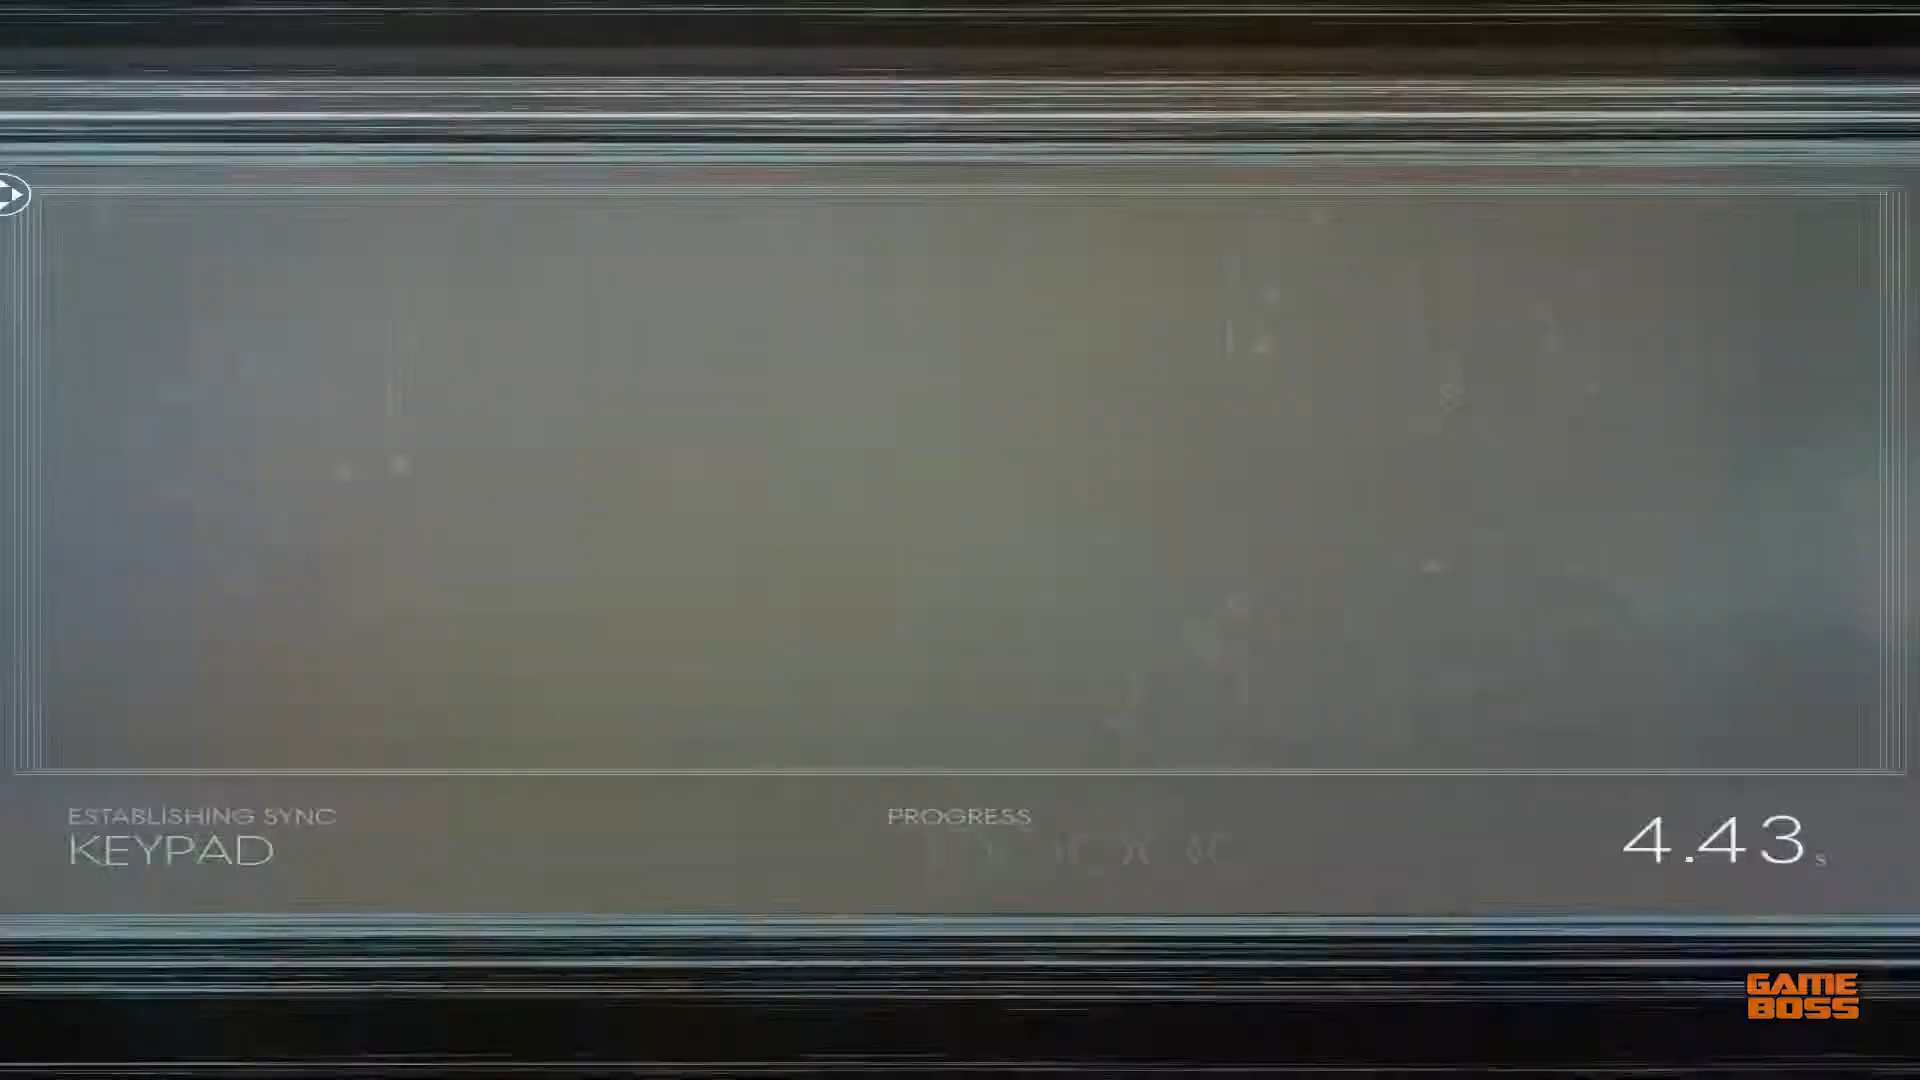 ESTABLISHING SYNC
KEYPAD
PROGRESS
4.43 s
GAME
BOSS